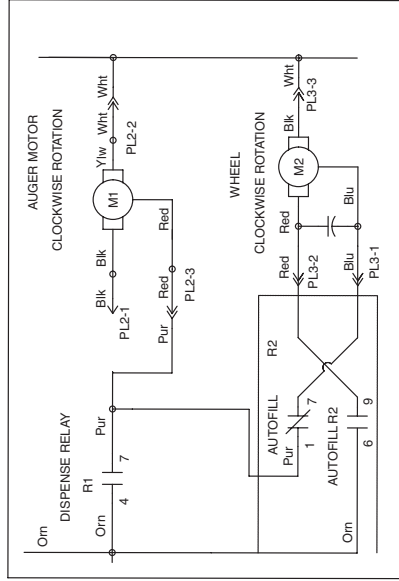 Orn
DISPENSE RELAY
R1
Orn
4
7
Pur
AUGER MOTOR
CLOCKWISE ROTATION
Blk
Blk
PL2-1
M1
Ylw
Wht
Wht
PL2-2
Pur
Red
Red
PL2-3
WHEEL
CLOCKWISE ROTATION
AUTOFILL
R2
Pur
1
7
AUTOFILL R2
Orn
6
9
Red
Red
PL3-2
M2
Blk
Wht
PL3-3
Blu
Blu
PL3-1